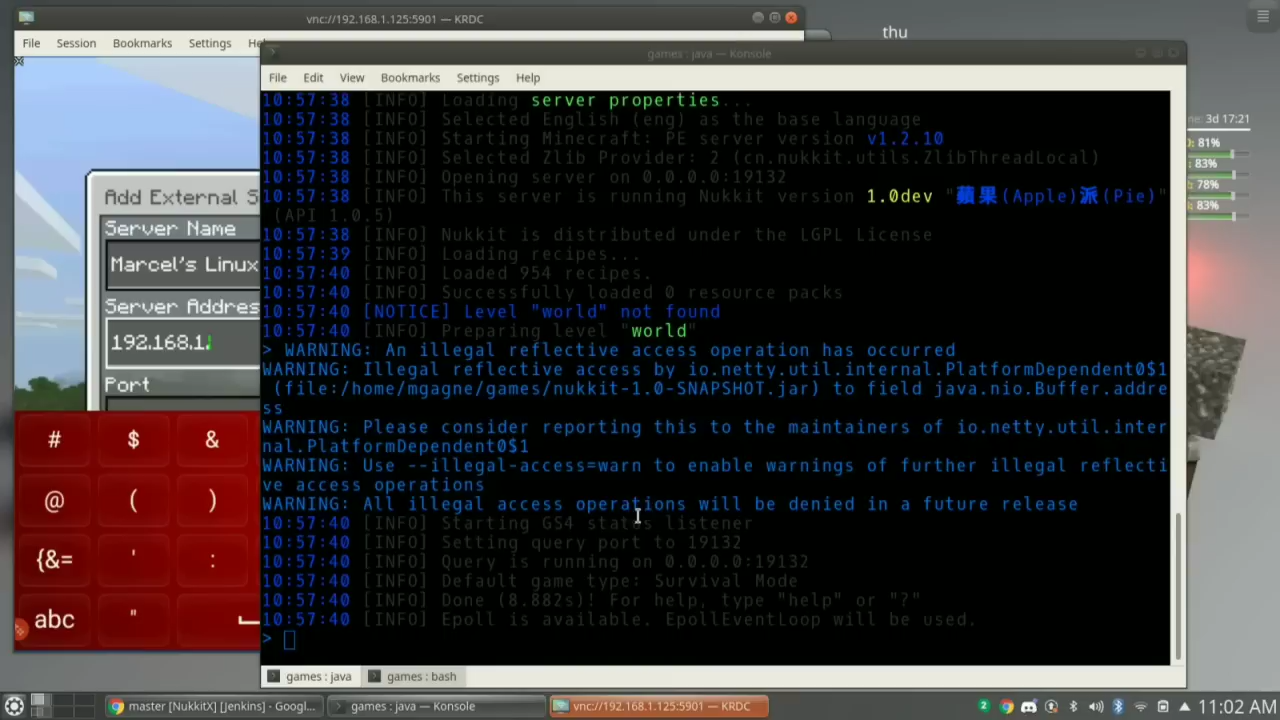 vnc://192.168.1.125:5901 — KRDC
thu
File Session Bookmarks Settings
games : java — Konsole
File Edit View Bookmarks Settings Help
10:57:38 [INFO] Loading server properties...
10:57:38 [INFO] Selected English (eng) as the base language
10:57:38 [INFO] Starting Minecraft: PE server version v1.2.10
10:57:38 [INFO] Selected Zlib Provider: 2 (cn.nukkit.utils.ZlibThreadLocal)
10:57:38 [INFO] Opening server on 0.0.0.0:19132
10:57:38 [INFO] This server is running Nukkit version 1.0dev "蘋果(Apple)派(Pie)"
(API 1.0.5)
10:57:38 [INFO] Nukkit is distributed under the LGPL License
10:57:39 [INFO] Loading recipes...
10:57:40 [INFO] Loaded 954 recipes.
10:57:40 [INFO] Successfully loaded 0 resource packs
10:57:40 [NOTICE] Level "world" not found
10:57:40 [INFO] Preparing level "world"
> WARNING: An illegal reflective access operation has occurred
WARNING: Illegal reflective access by io.netty.util.internal.PlatformDependent0$1
(file:/home/mgagne/games/nukkit-1.0-SNAPSHOT.jar) to field java.nio.Buffer.addre
ss
WARNING: Please consider reporting this to the maintainers of io.netty.util.inter
nal.PlatformDependent0$1
WARNING: Use --illegal-access=warn to enable warnings of further illegal reflecti
ve access operations
WARNING: All illegal access operations will be denied in a future release
10:57:40 [INFO] Starting GS4 status listener
10:57:40 [INFO] Setting query port to 19132
10:57:40 [INFO] Query is running on 0.0.0.0:19132
10:57:40 [INFO] Default game type: Survival Mode
10:57:40 [INFO] Done (8.882s)! For help, type "help" or "?"
10:57:40 [INFO] Epoll is available. EpollEventLoop will be used.
>
games : java games : bash
Add External S
Server Name
Marcel's Linux
Server Addres
192.168.1.
Port
# $ &
@ ( )
{&= ' :
abc "
ne: 3d 17:21
: 81%
: 83%
: 78%
: 83%
master [NukkitX] [Jenkins] - Googl... games : java — Konsole vnc://192.168.1.125:5901 — KRDC 2 11:02 AM